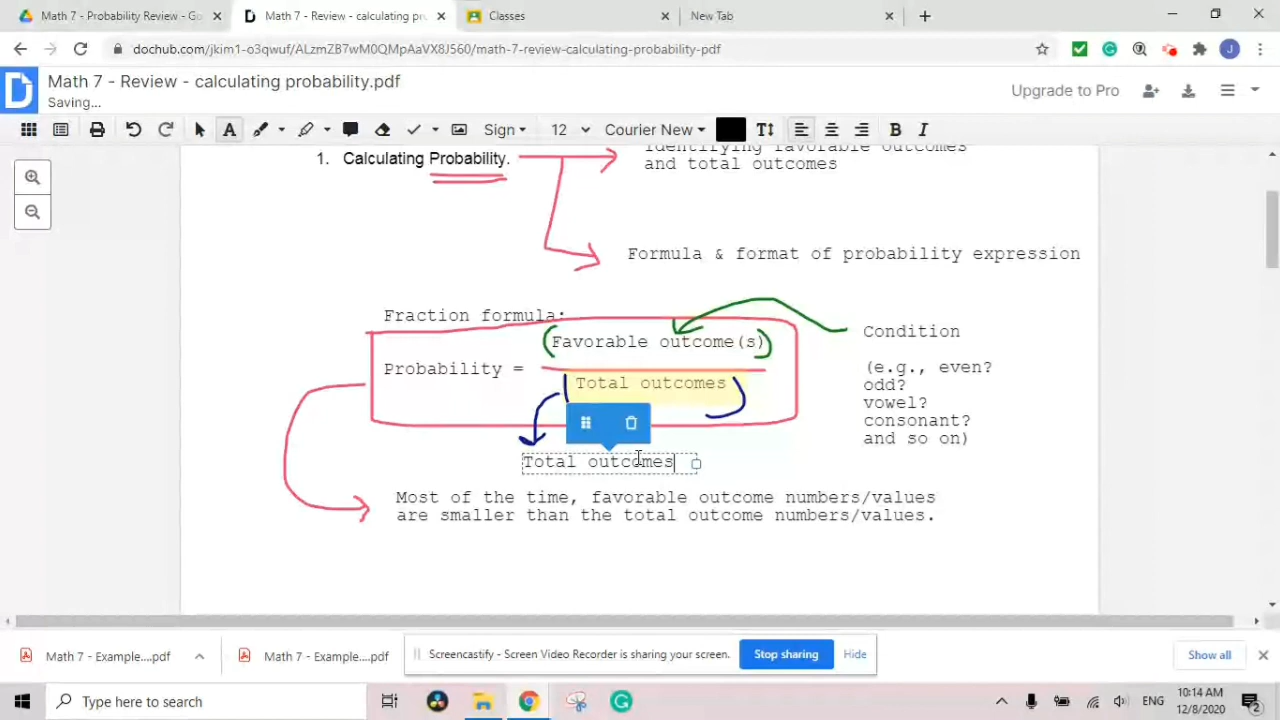 Math 7 - Probability Review - Go
Math 7 - Review - calculating pro
Classes
New Tab
dochub.com/jkim1-o3qwuf/ALzmZB7wM0QMpAaVX8J560/math-7-review-calculating-probability-pdf
J
Math 7 - Review - calculating probability.pdf
Saving...
Upgrade to Pro
A
Sign
12
Courier New
B
I
1. Calculating Probability.
Identifying favorable outcomes
and total outcomes
Formula & format of probability expression
Fraction formula:
Probability =
(Favorable outcome(s))
Total outcomes
Condition
(e.g., even?
odd?
vowel?
consonant?
and so on)
Total outcomes
Most of the time, favorable outcome numbers/values
are smaller than the total outcome numbers/values.
Math 7 - Example....pdf
Math 7 - Example....pdf
Screencastify - Screen Video Recorder is sharing your screen.
Stop sharing
Hide
Show all
Type here to search
ENG
10:14 AM
12/8/2020
2